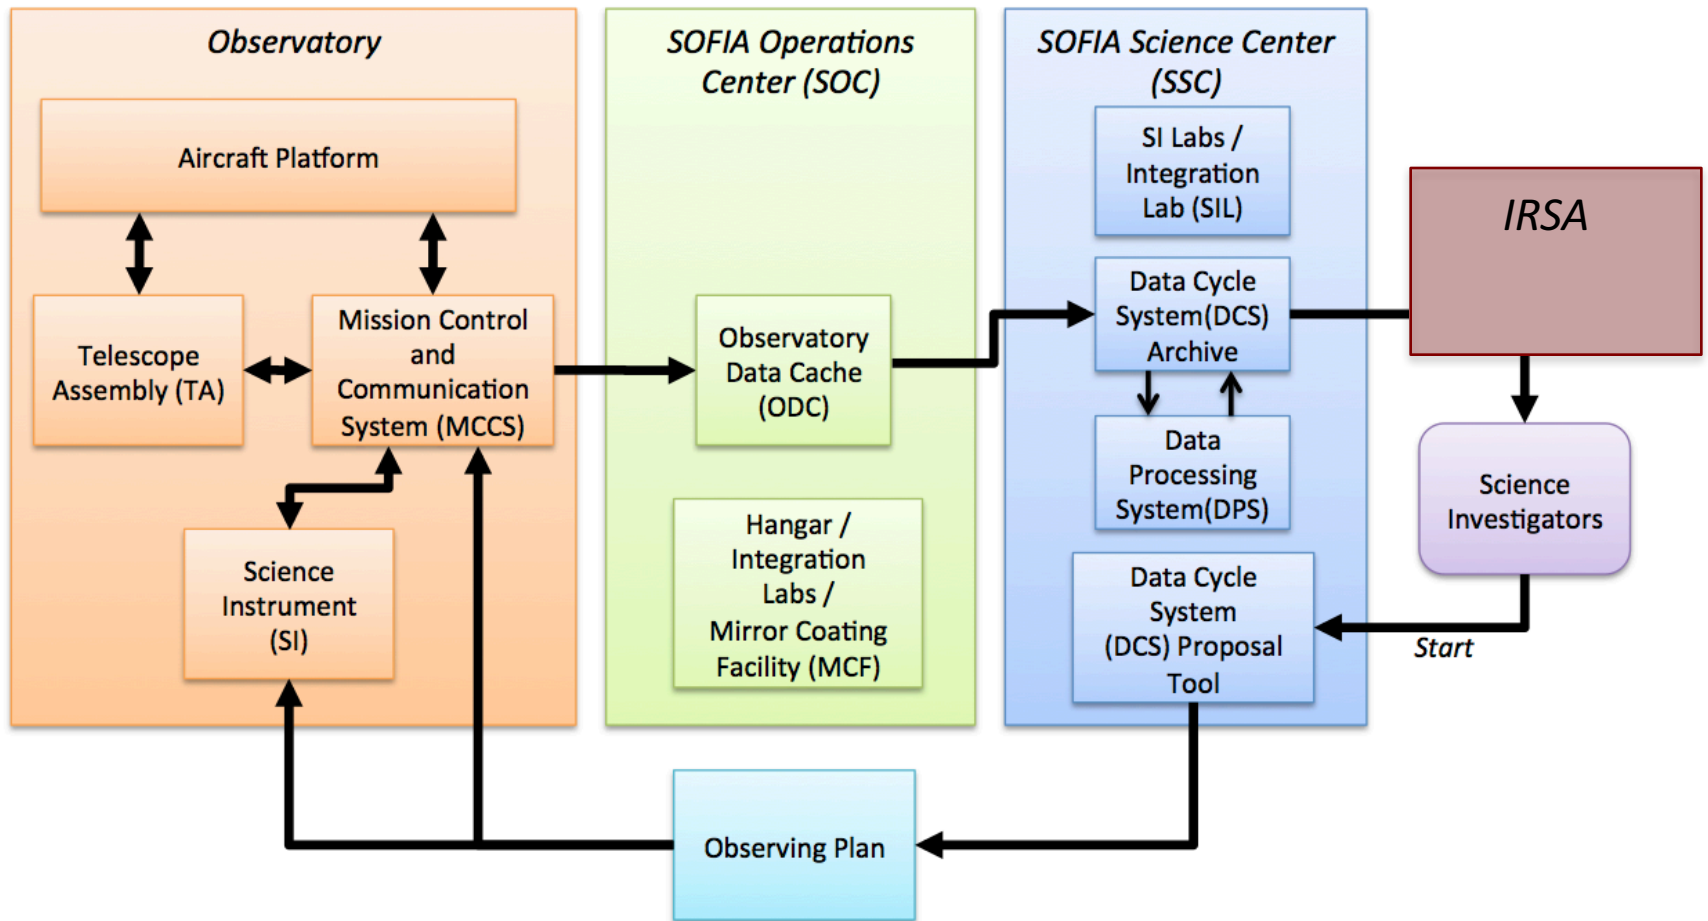 Observatory
Aircraft Platform
Telescope
Assembly (TA)
Mission Control
and
Communication
System (MCCS)
Science
Instrument
(SI)
SOFIA Operations
Center (SOC)
Observatory
Data Cache
(ODC)
Hangar /
Integration
Labs /
Mirror Coating
Facility (MCF)
SOFIA Science Center
(SSC)
SI Labs /
Integration
Lab (SIL)
Data Cycle
System(DCS)
Archive
Data
Processing
System(DPS)
Data Cycle
System
(DCS) Proposal
Tool
IRSA
Science
Investigators
Start
Observing Plan